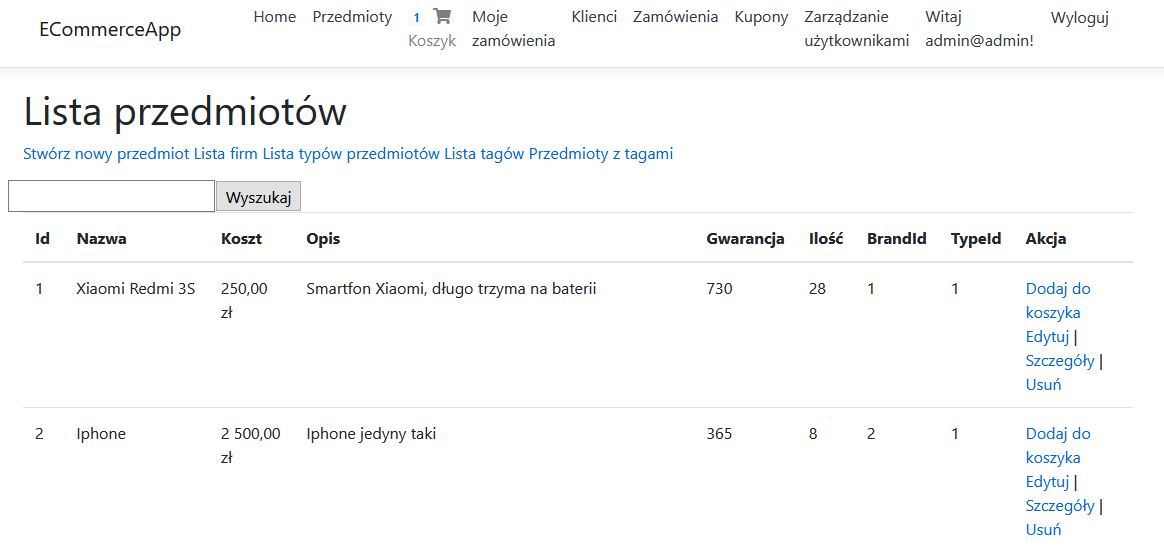 ECommerceApp Home Przedmioty 1 Koszyk Moje zamówienia Klienci Zamówienia Kupony Zarządzanie użytkownikami Witaj admin@admin! Wyloguj
Lista przedmiotów
Stwórz nowy przedmiot Lista firm Lista typów przedmiotów Lista tagów Przedmioty z tagami
Wyszukaj
Id Nazwa Koszt Opis Gwarancja Ilość BrandId TypeId Akcja
1 Xiaomi Redmi 3S 250,00 zł Smartfon Xiaomi, długo trzyma na baterii 730 28 1 1 Dodaj do
koszyka
Edytuj |
Szczegóły |
Usuń
2 Iphone 2 500,00 zł Iphone jedyny taki 365 8 2 1 Dodaj do
koszyka
Edytuj |
Szczegóły |
Usuń